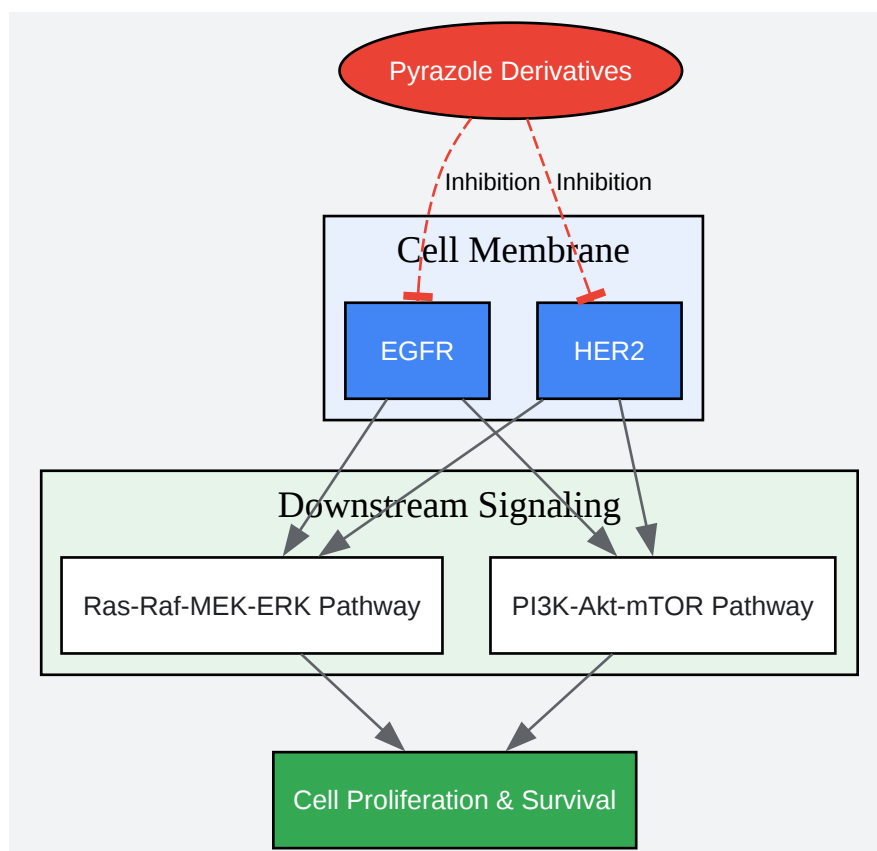 Pyrazole Derivatives
Inhibition
Inhibition
Cell Membrane
EGFR
HER2
Downstream Signaling
Ras-Raf-MEK-ERK Pathway
PI3K-Akt-mTOR Pathway
Cell Proliferation & Survival